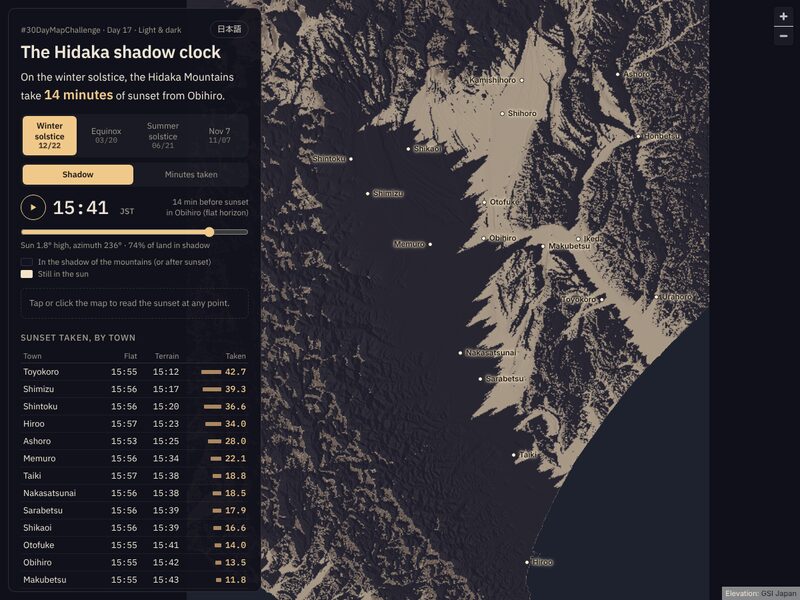 #30DayMapChallenge · Day 17 · Light & dark
日本語
The Hidaka shadow clock
On the winter solstice, the Hidaka Mountains
take 14 minutes of sunset from Obihiro.
Winter solstice 12/22
Equinox 03/20
Summer solstice 06/21
Nov 7 11/07
Shadow
Minutes taken
15:41 JST
14 min before sunset
in Obihiro (flat horizon)
Sun 1.8° high, azimuth 236° · 74% of land in shadow
In the shadow of the mountains (or after sunset)
Still in the sun
Tap or click the map to read the sunset at any point.
SUNSET TAKEN, BY TOWN
Town Flat Terrain Taken
Toyokoro 15:55 15:12 42.7
Shimizu 15:56 15:17 39.3
Shintoku 15:56 15:20 36.6
Hiroo 15:57 15:23 34.0
Ashoro 15:53 15:25 28.0
Memuro 15:56 15:34 22.1
Taiki 15:57 15:38 18.8
Nakasatsunai 15:56 15:38 18.5
Sarabetsu 15:56 15:39 17.9
Shikaoi 15:56 15:39 16.6
Otofuke 15:55 15:41 14.0
Obihiro 15:55 15:42 13.5
Makubetsu 15:55 15:43 11.8
Kamishihoro
Ashoro
Shihoro
Honbetsu
Shikaoi
Shintoku
Shimizu
Otofuke
Obihiro
Ikeda
Memuro
Makubetsu
Toyokoro
Urahoro
Nakasatsunai
Sarabetsu
Taiki
Hiroo
+
−
Elevation: GSI Japan